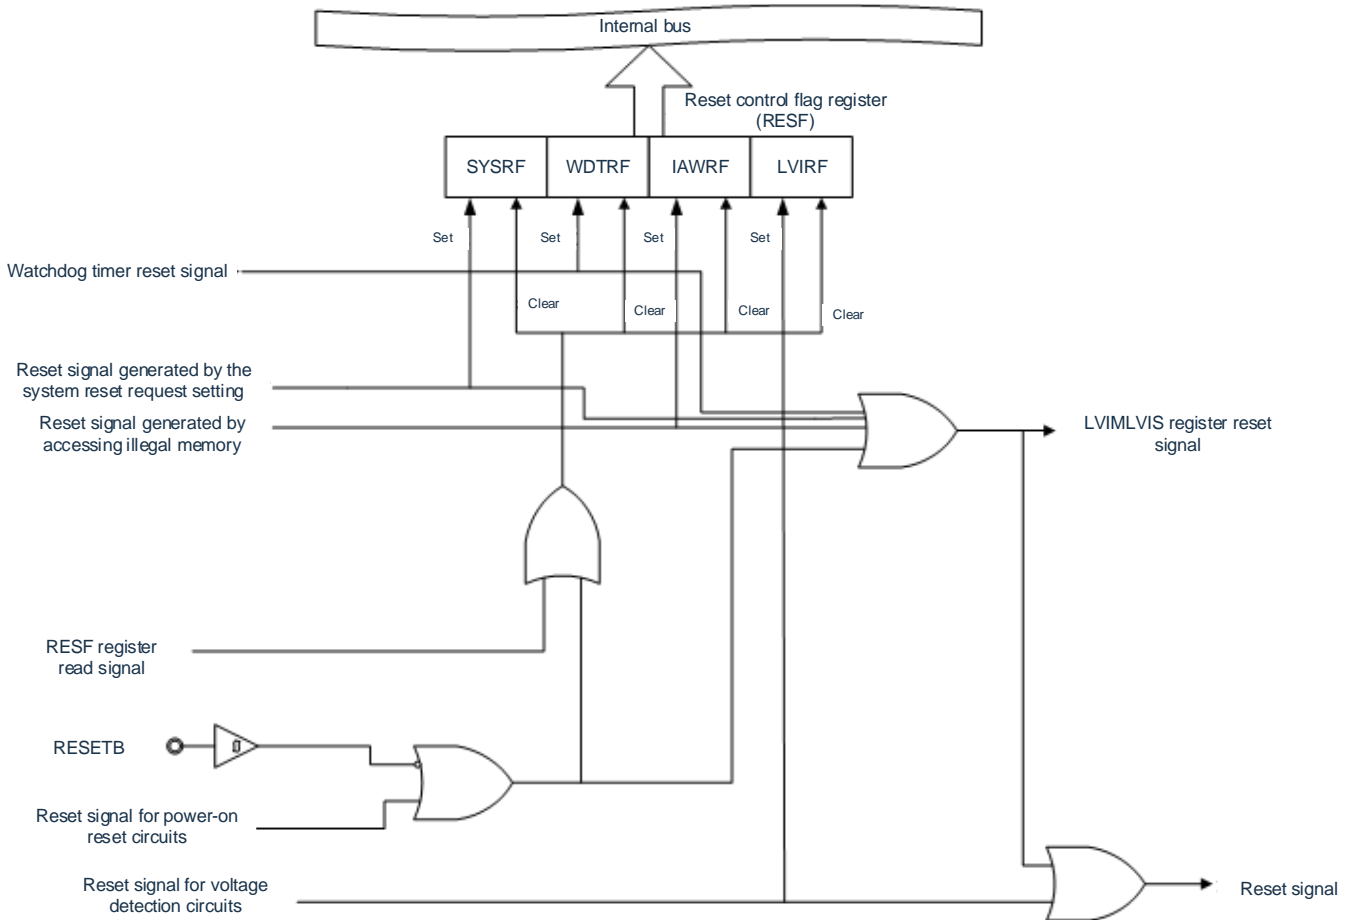 Internal bus
Reset control flag register
(RESF)
SYSRF
WDTRF
IAWRF
LVIRF
Set
Set
Set
Set
Watchdog timer reset signal
Clear
Clear
Clear
Clear
Reset signal generated by the
system reset request setting
Reset signal generated by
accessing illegal memory
LVIMLVIS register reset
signal
RESF register
read signal
RESETB
Reset signal for power-on
reset circuits
Reset signal for voltage
detection circuits
Reset signal